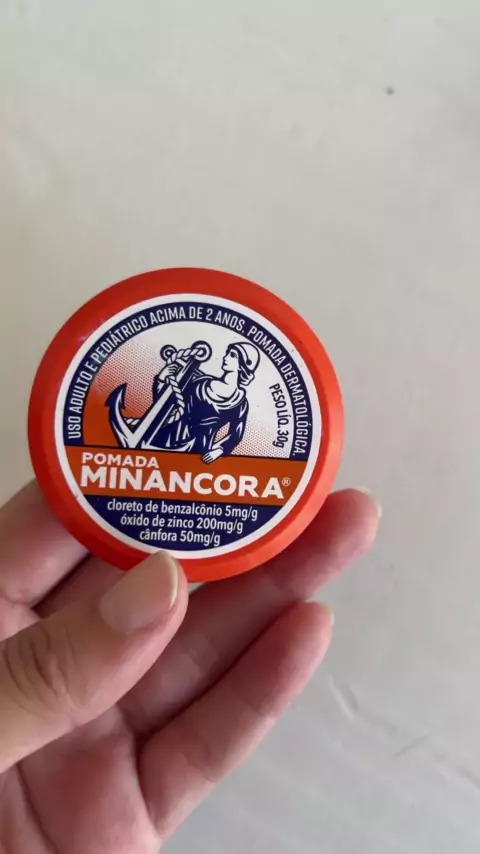 USO ADULTO E PEDIÁTRICO ACIMA DE 2 ANOS. POMADA DERMATOLÓGICA.
PESO LÍQ. 30g
POMADA
MINANCORA®
cloreto de benzalcônio 5mg/g
óxido de zinco 200mg/g
cânfora 50mg/g